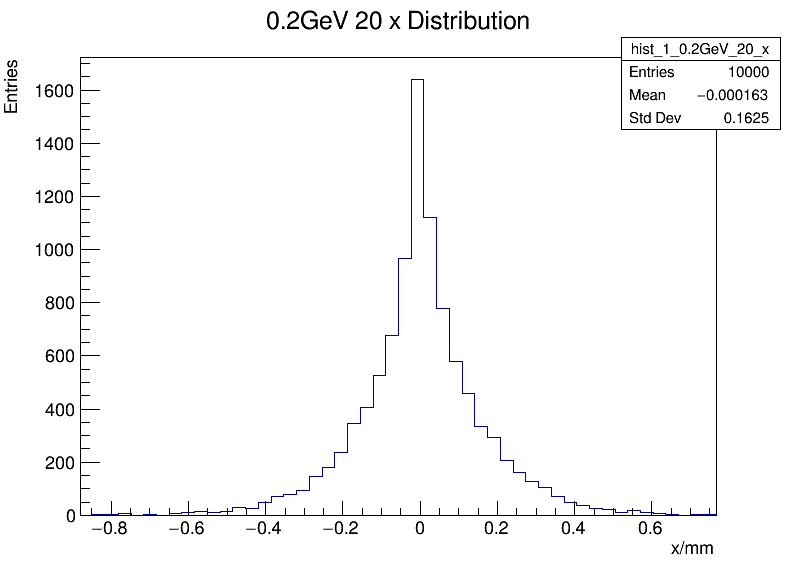 0.2GeV 20 x Distribution
hist_1_0.2GeV_20_x
Entries 10000
Mean −0.000163
Std Dev 0.1625
Entries
1600
1400
1200
1000
800
600
400
200
0
−0.8 −0.6 −0.4 −0.2 0 0.2 0.4 0.6
x/mm